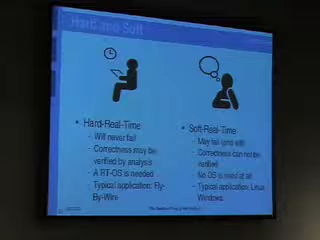 Hard and Soft
• Hard-Real-Time
– Will never fail
– Correctness may be
verified by analysis
– A RT-OS is needed
– Typical application: Fly-
By-Wire
• Soft-Real-Time
– May fail (and will)
– Correctness can not be
verified
– No OS is need at all
– Typical application: Linux,
Windows